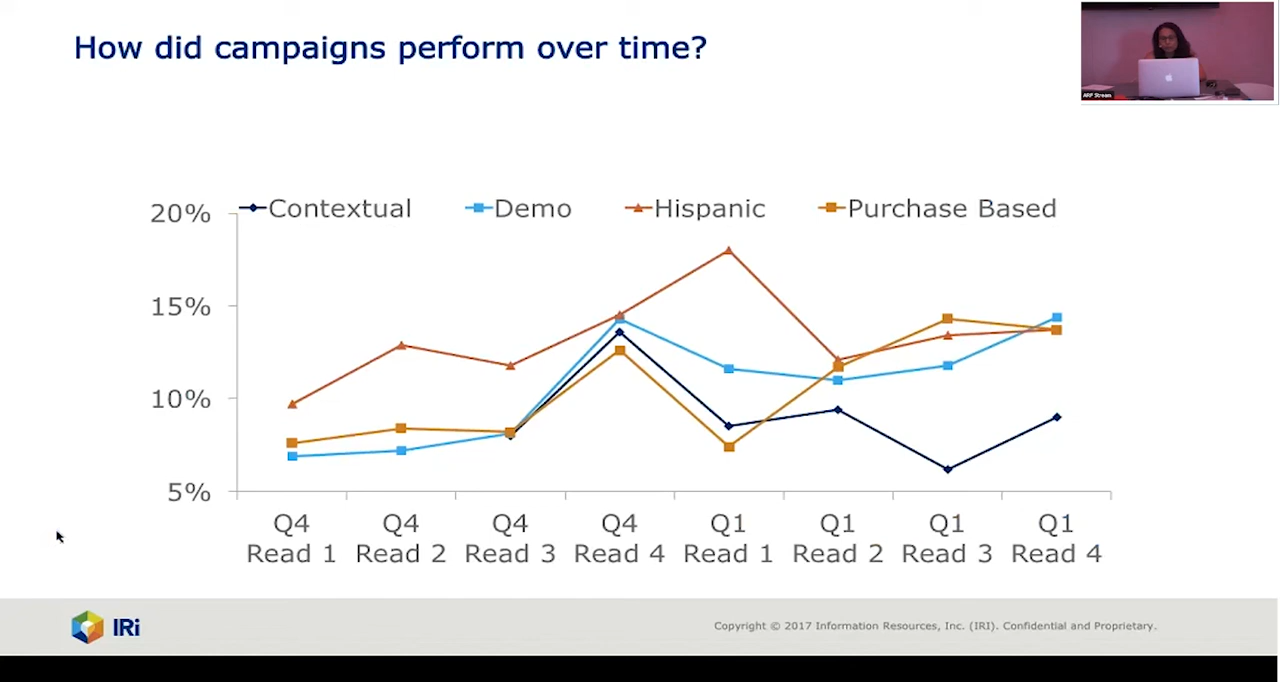 How did campaigns perform over time?
ARF Stream
Contextual Demo Hispanic Purchase Based
20%
15%
10%
5%
Q4 Q4 Q4 Q4 Q1 Q1 Q1 Q1
Read 1 Read 2 Read 3 Read 4 Read 1 Read 2 Read 3 Read 4
IRi
Copyright © 2017 Information Resources, Inc. (IRI). Confidential and Proprietary.